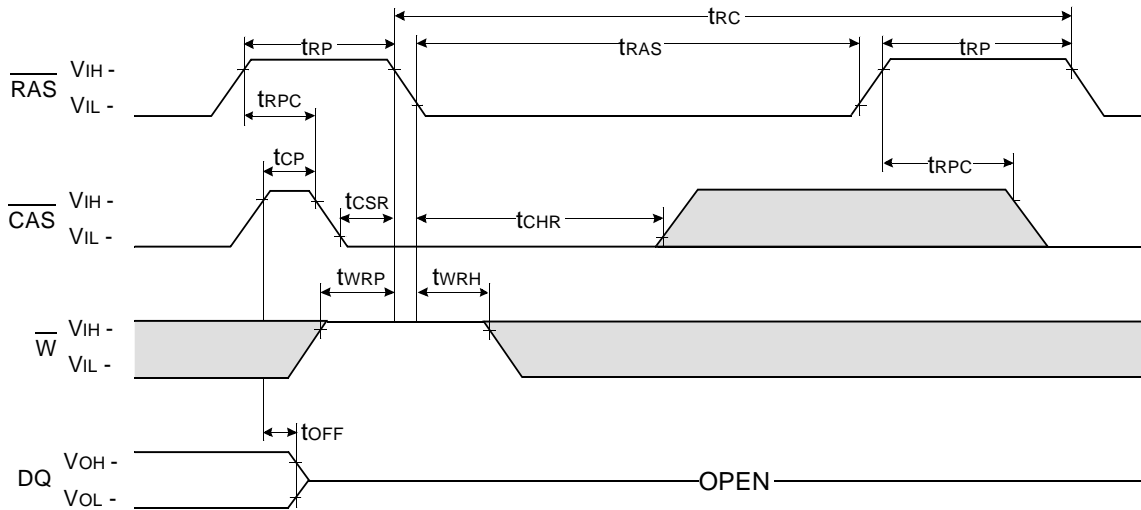 tRC
tRP
tRAS
tRP
RAS
VIH -
VIL -
tRPC
tCP
tRPC
CAS
VIH -
VIL -
tCSR
tCHR
tWRP
tWRH
W
VIH -
VIL -
tOFF
DQ
VOH -
VOL -
OPEN